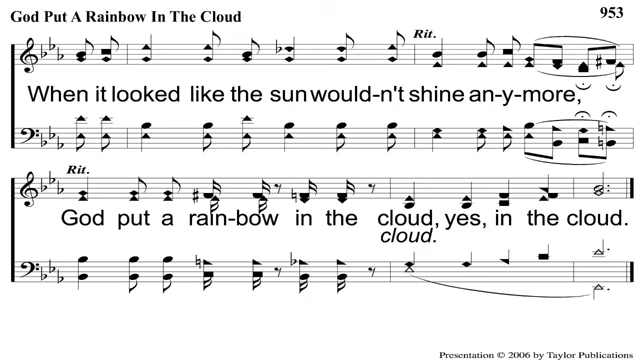 God Put A Rainbow In The Cloud
953
Rit.
When it looked like the sun would-n't shine an-y-more,
Rit.
God put a rain-bow in the cloud, yes, in the cloud.
cloud.
Presentation © 2006 by Taylor Publications